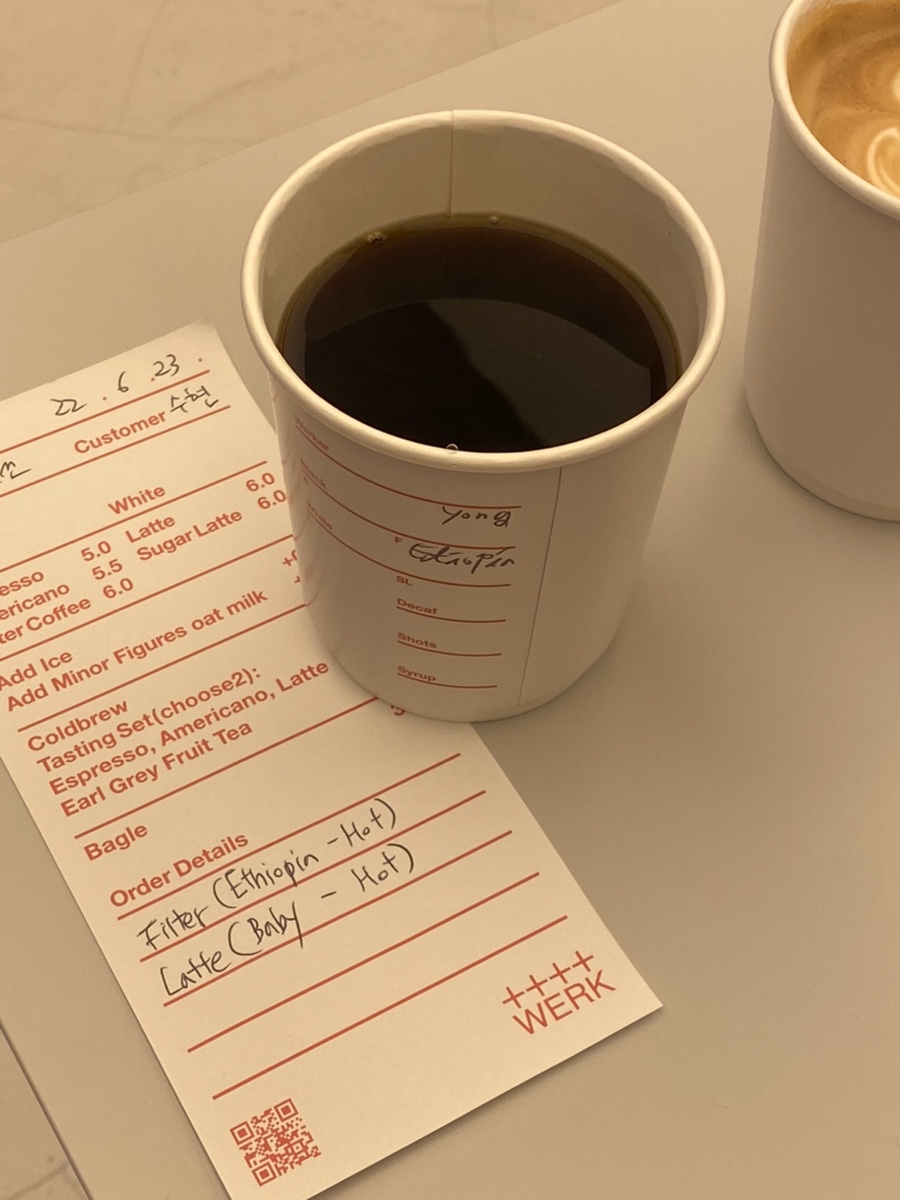 22 . 6 . 23 .
Customer 수현
White
esso 5.0 Latte 6.0
ericano 5.5 Sugar Latte 6.0
ter Coffee 6.0
Add Ice
Add Minor Figures oat milk
Coldbrew
Tasting Set(choose2):
Espresso, Americano, Latte
Earl Grey Fruit Tea
Bagle
Order Details
Filter (Ethiopia - Hot)
Latte (Baby - Hot)
++++
WERK
Marker
Black
White
yong
F Ethiopia
SL
Decaf
Shots
Syrup